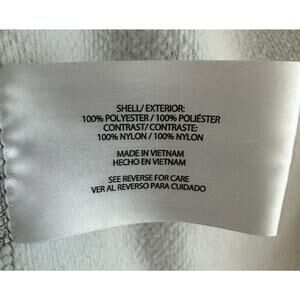 SHELL/ EXTERIOR:
100% POLYESTER / 100% POLIÉSTER
CONTRAST/ CONTRASTE:
100% NYLON / 100% NYLON
MADE IN VIETNAM
HECHO EN VIETNAM
SEE REVERSE FOR CARE
VER AL REVERSO PARA CUIDADO